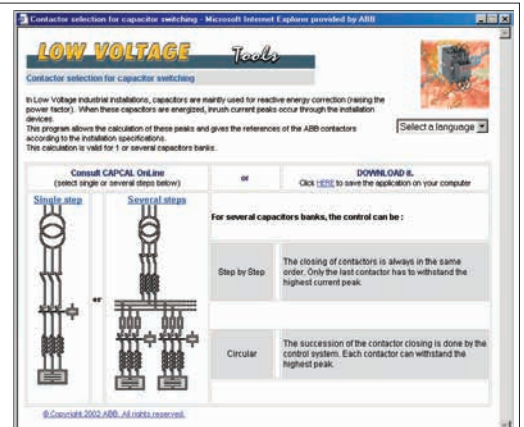 Contactor selection for capacitor switching - Microsoft Internet Explorer provided by ABB
LOW VOLTAGE Tools
Contactor selection for capacitor switching
In Low Voltage industrial installations, capacitors are mainly used for reactive energy correction (raising the
power factor). When these capacitors are energized, inrush current peaks occur through the installation
devices.
This program allows the calculation of these peaks and gives the references of the ABB contactors
according to the installation specifications.
This calculation is valid for 1 or several capacitors banks.
Select a language
Consult CAPCAL OnLine
(select single or several steps below)
or
DOWNLOAD it.
Click HERE to save the application on your computer
Single step
Several steps
or
For several capacitors banks, the control can be :
Step by Step
The closing of contactors is always in the same
order. Only the last contactor has to withstand the
highest current peak.
Circular
The succession of the contactor closing is done by the
control system. Each contactor can withstand the
highest peak.
© Copyright 2002 ABB. All rights reserved.